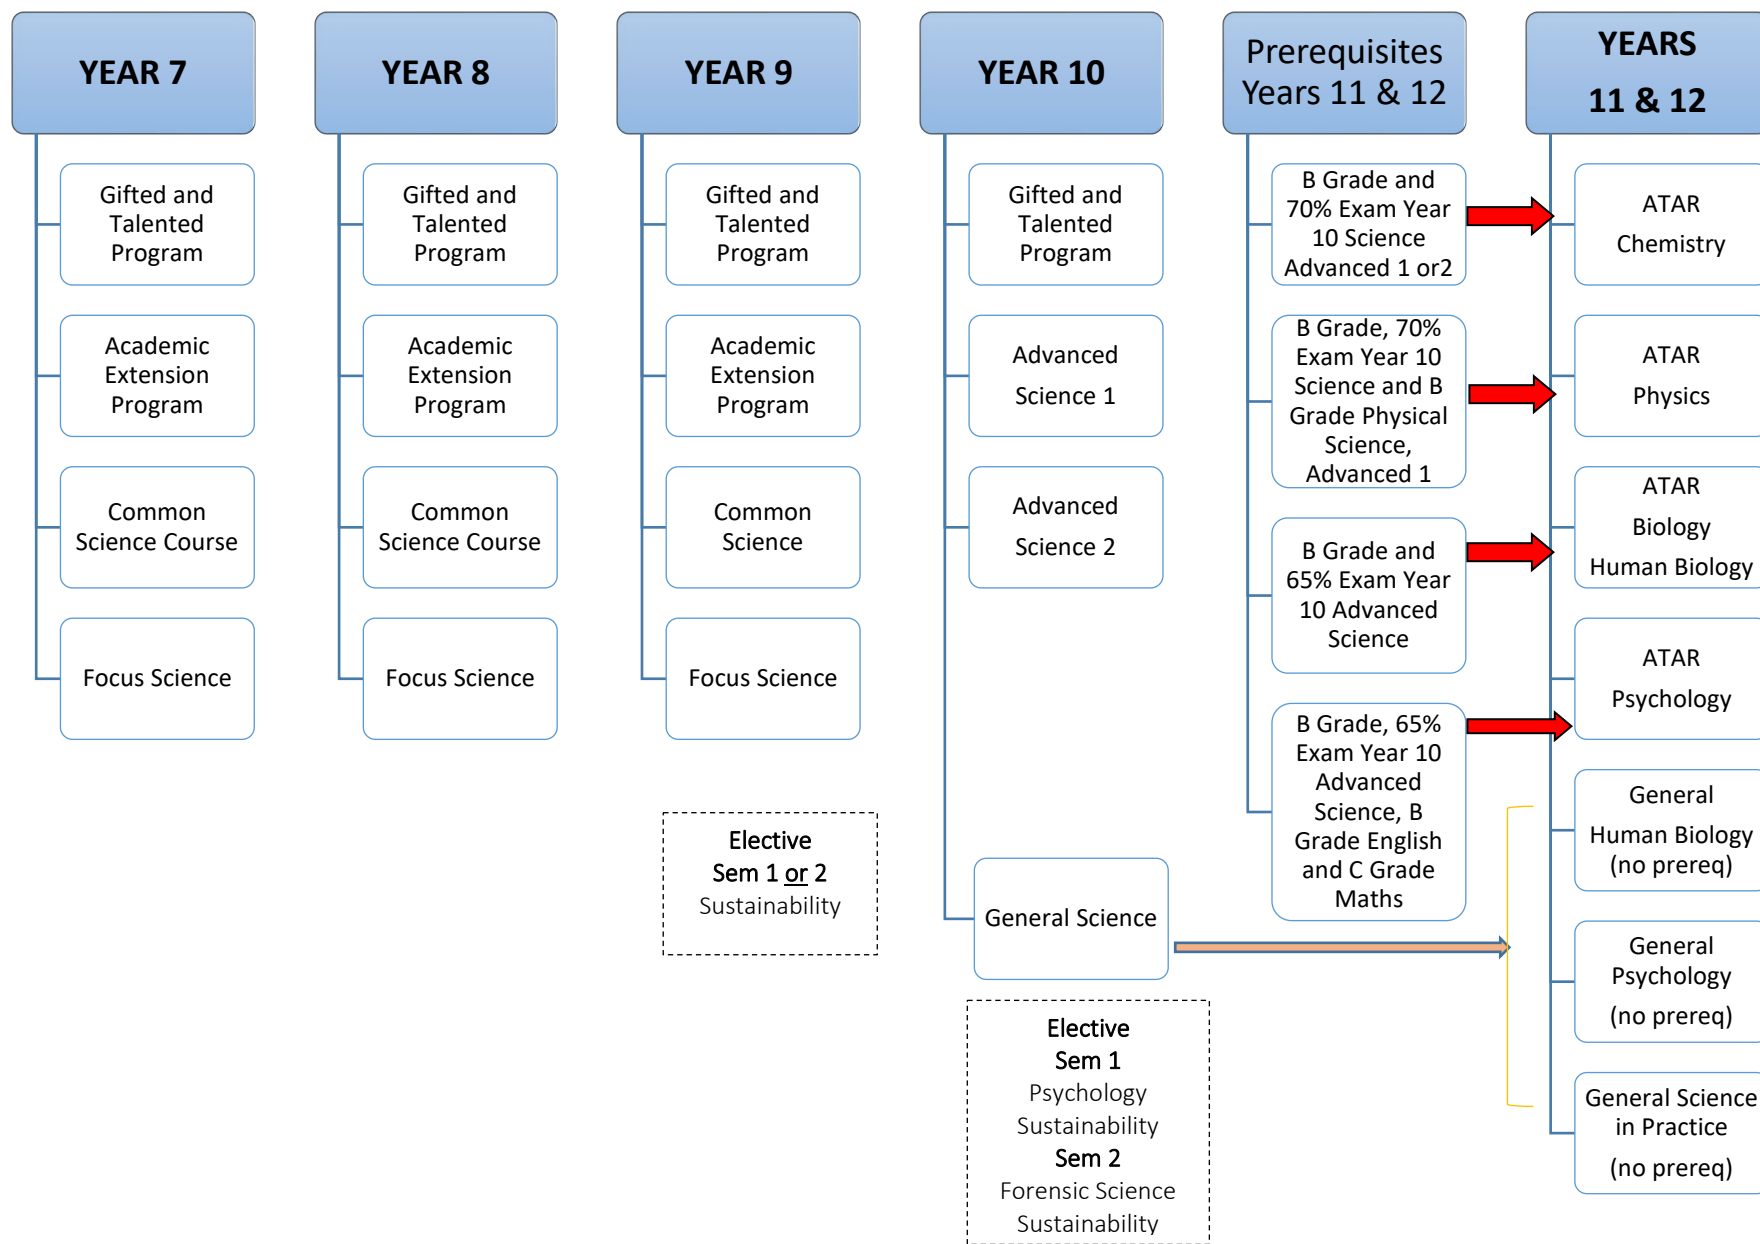 YEAR 7
Gifted and
Talented
Program
Academic
Extension
Program
Common
Science Course
Focus Science
YEAR 8
Gifted and
Talented
Program
Academic
Extension
Program
Common
Science Course
Focus Science
YEAR 9
Gifted and
Talented
Program
Academic
Extension
Program
Common
Science
Focus Science
Elective
Sem 1 or 2
Sustainability
YEAR 10
Gifted and
Talented
Program
Advanced
Science 1
Advanced
Science 2
General Science
Elective
Sem 1
Psychology
Sustainability
Sem 2
Forensic Science
Sustainability
Prerequisites
Years 11 & 12
B Grade and
70% Exam Year
10 Science
Advanced 1 or2
B Grade, 70%
Exam Year 10
Science and B
Grade Physical
Science,
Advanced 1
B Grade and
65% Exam Year
10 Advanced
Science
B Grade, 65%
Exam Year 10
Advanced
Science, B
Grade English
and C Grade
Maths
YEARS
11 & 12
ATAR
Chemistry
ATAR
Physics
ATAR
Biology
Human Biology
ATAR
Psychology
General
Human Biology
(no prereq)
General
Psychology
(no prereq)
General Science
in Practice
(no prereq)